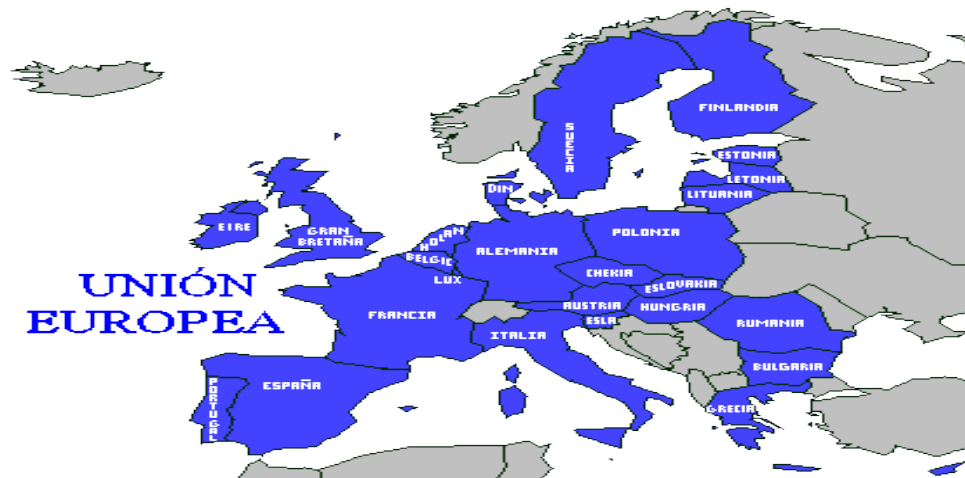 FINLANDIA
SUECIA
ESTONIA
LETONIA
LITUANIA
DIN
EIRE
GRAN
BRETAÑA
HOLAN
BELGIC
LUX
ALEMANIA
POLONIA
CHEKIA
ESLOVAKIA
UNIÓN
EUROPEA
FRANCIA
AUSTRIA
HUNGRIA
ESLA
ITALIA
RUMANIA
BULGARIA
ESPAÑA
PORTUGAL
GRECIA